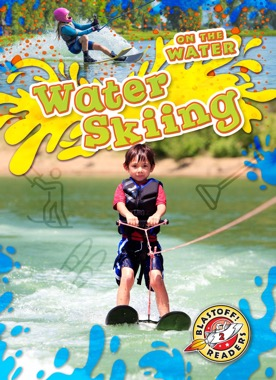 ON THE
WATER
Water
Skiing
BLASTOFF!
2
READERS